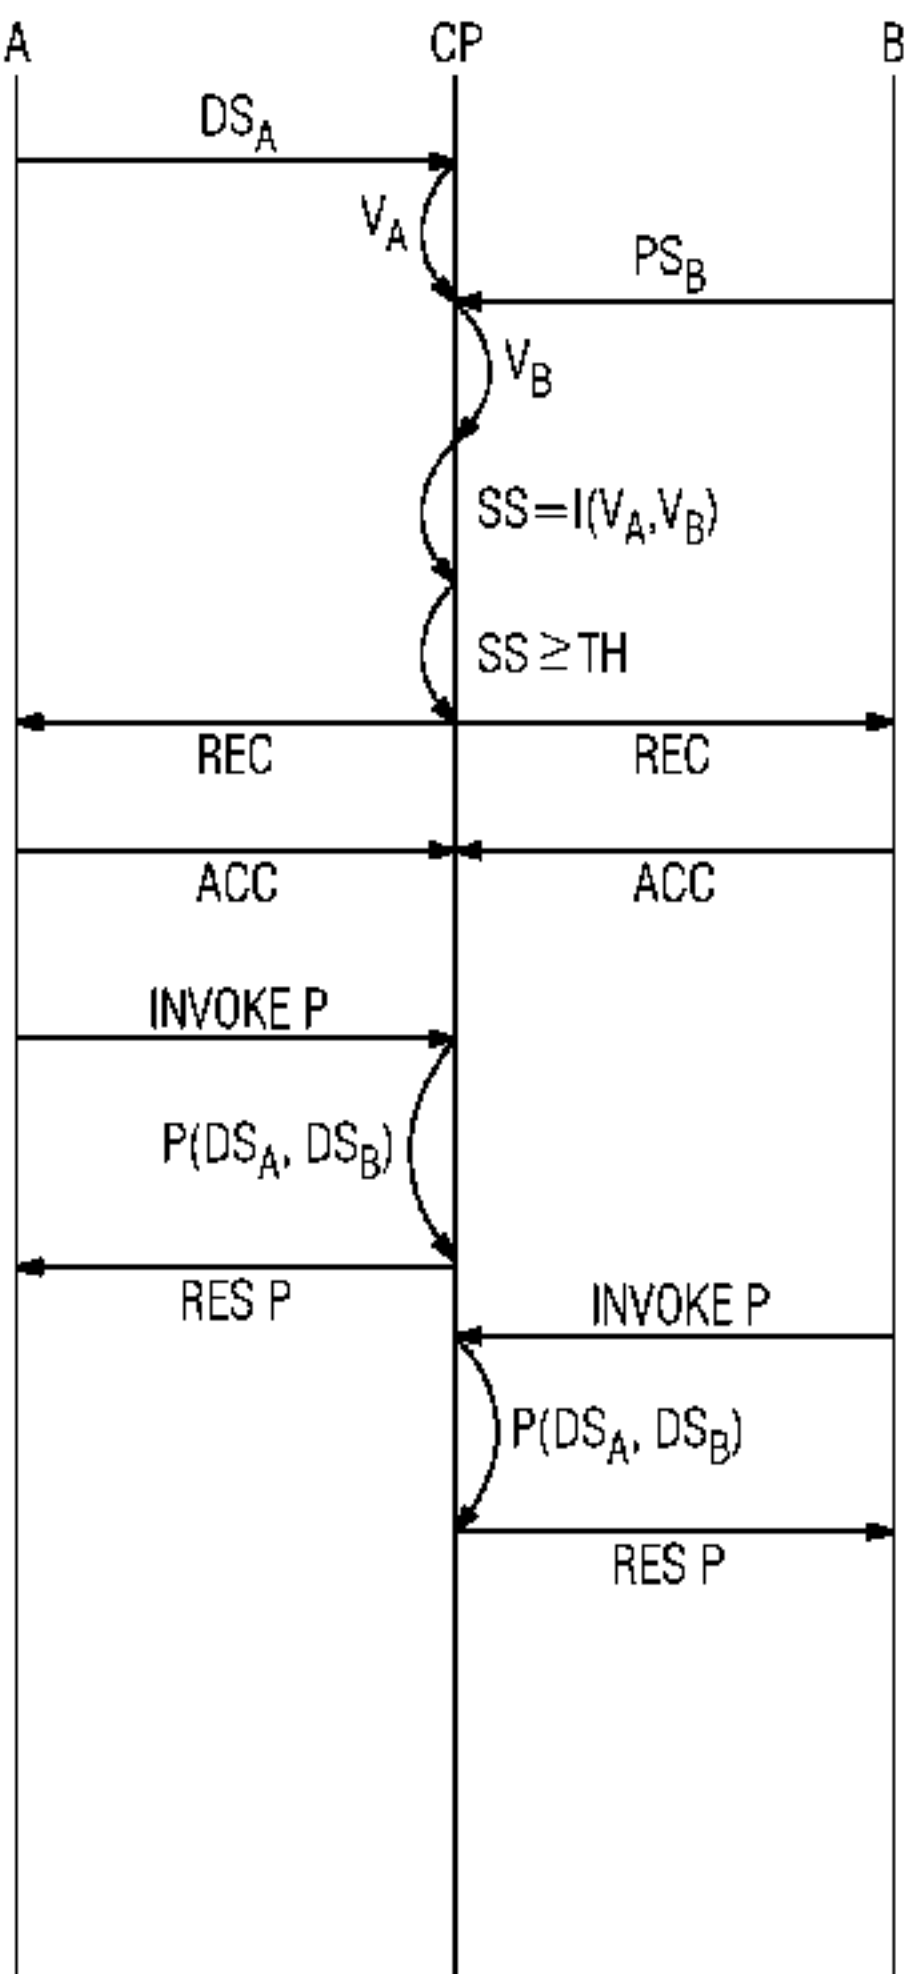 A CP B
DS_A
V_A
PS_B
V_B
SS=I(V_A,V_B)
SS≥TH
REC REC
ACC ACC
INVOKE P
P(DS_A, DS_B)
RES P
INVOKE P
P(DS_A, DS_B)
RES P